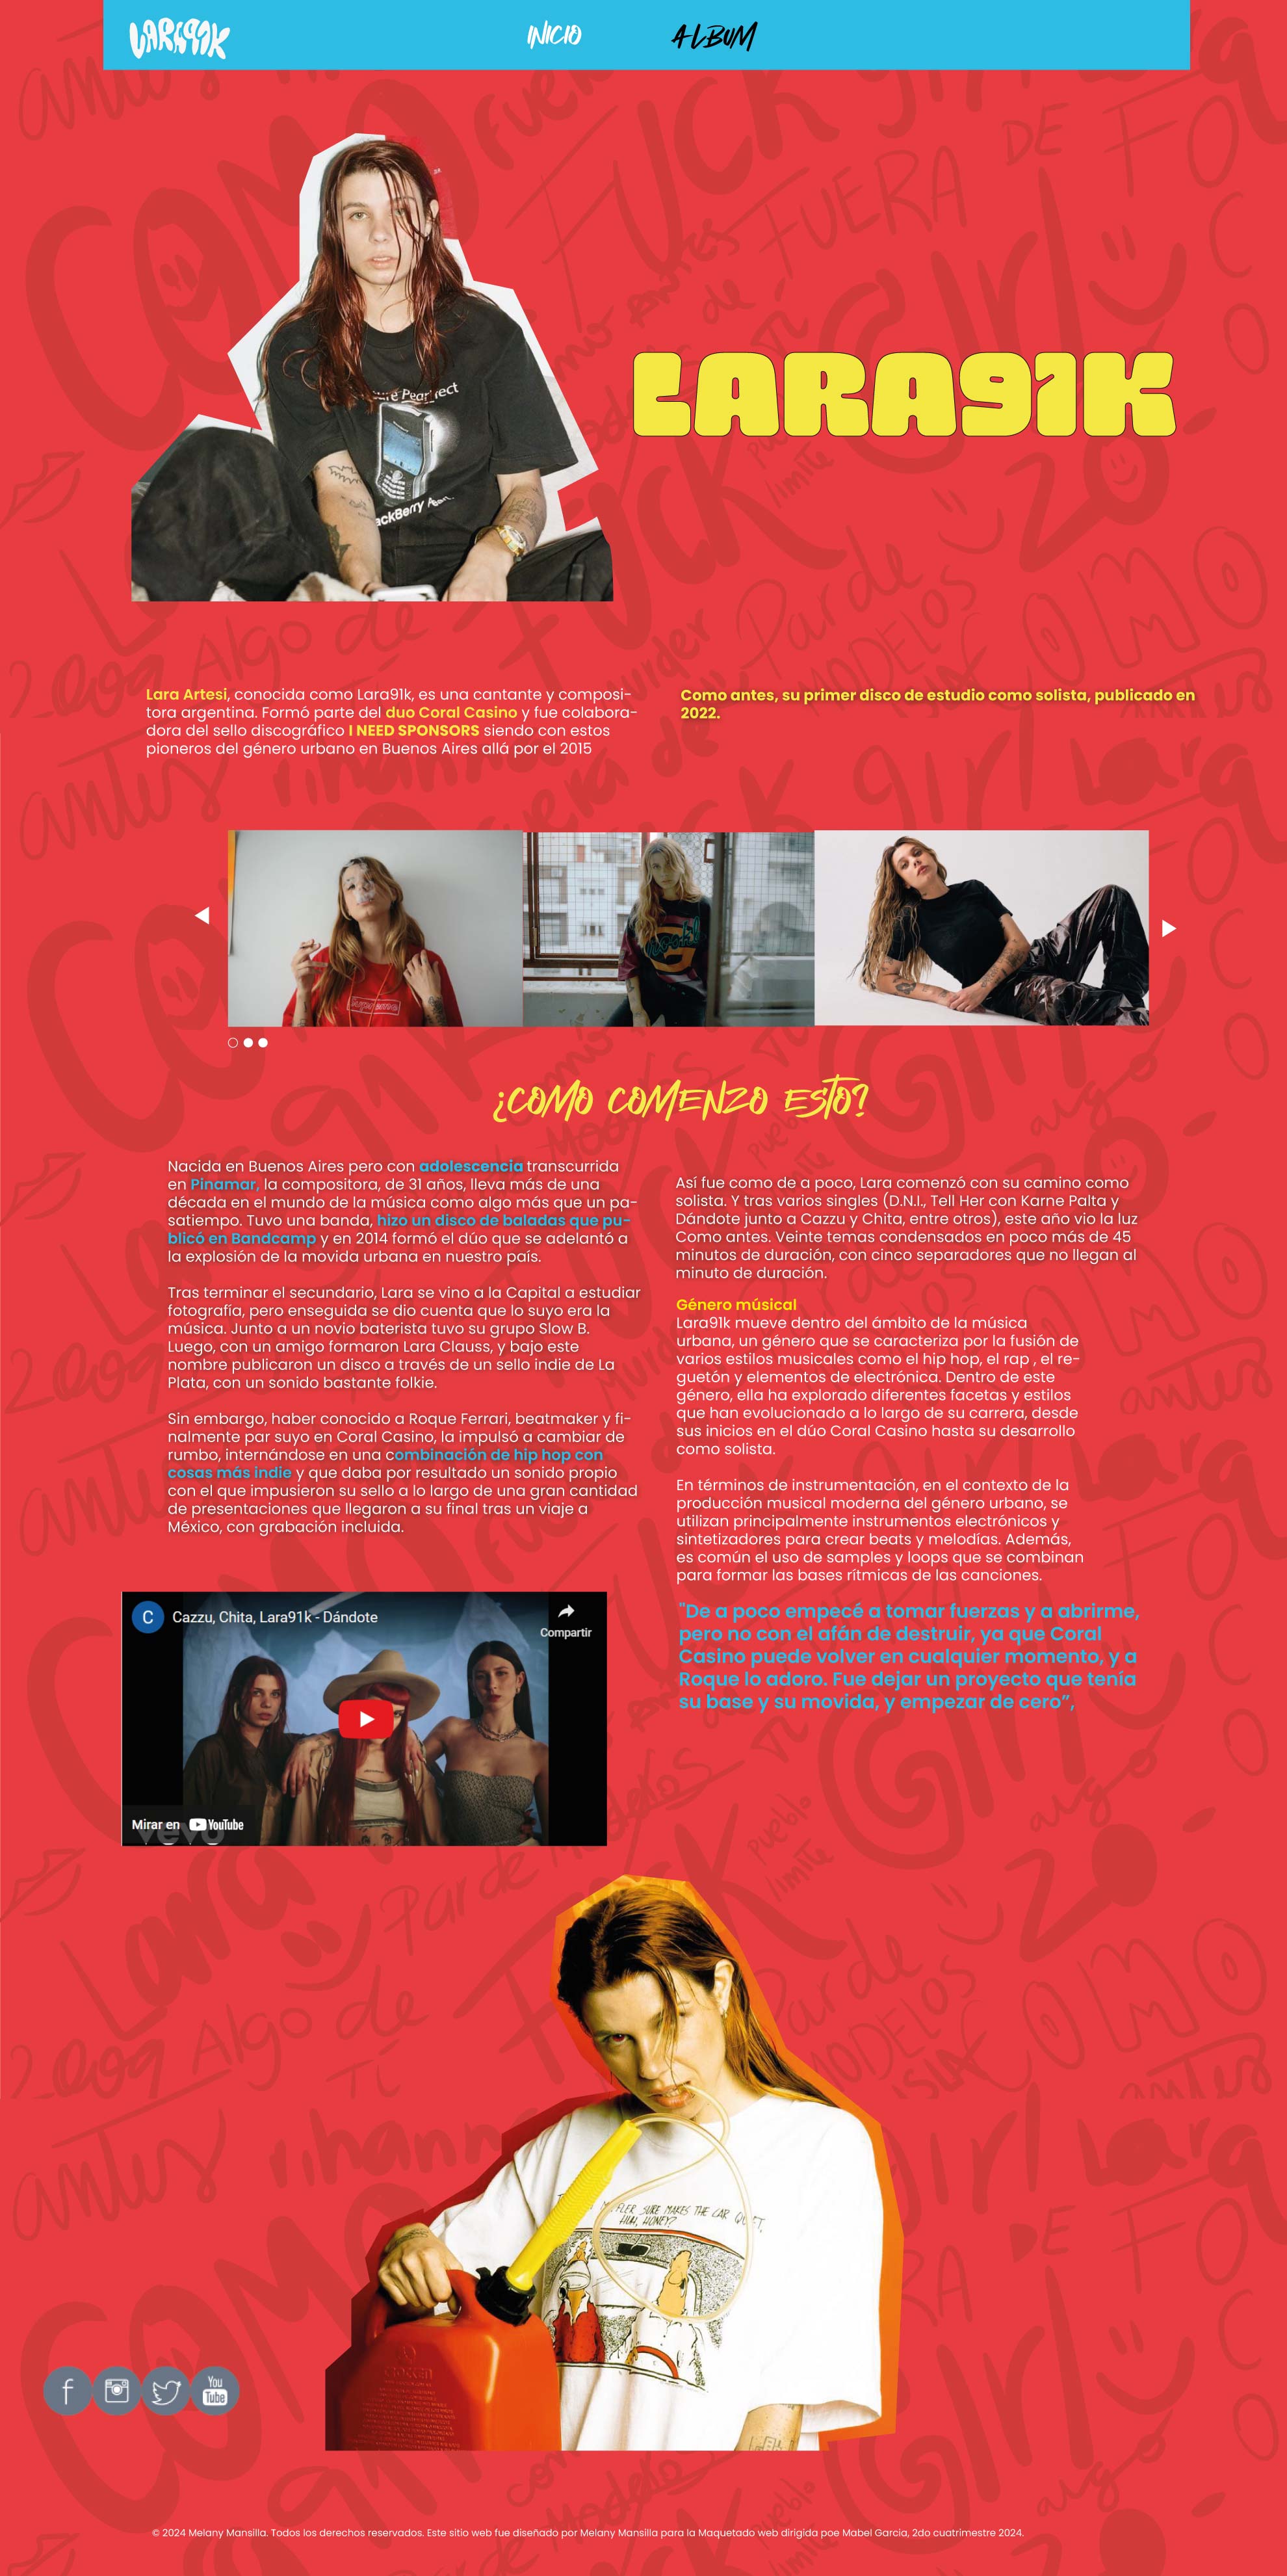 LARA91K
INICIO
ALBUM
LARA91K
Lara Artesi, conocida como Lara91k, es una cantante y composi-
tora argentina. Formó parte del duo Coral Casino y fue colabora-
dora del sello discográfico I NEED SPONSORS siendo con estos
pioneros del género urbano en Buenos Aires allá por el 2015
Como antes, su primer disco de estudio como solista, publicado en
2022.
¿COMO COMENZO ESTO?
Nacida en Buenos Aires pero con adolescencia transcurrida
en Pinamar, la compositora, de 31 años, lleva más de una
década en el mundo de la música como algo más que un pa-
satiempo. Tuvo una banda, hizo un disco de baladas que pu-
blicó en Bandcamp y en 2014 formó el dúo que se adelantó a
la explosión de la movida urbana en nuestro país.
Tras terminar el secundario, Lara se vino a la Capital a estudiar
fotografía, pero enseguida se dio cuenta que lo suyo era la
música. Junto a un novio baterista tuvo su grupo Slow B.
Luego, con un amigo formaron Lara Clauss, y bajo este
nombre publicaron un disco a través de un sello indie de La
Plata, con un sonido bastante folkie.
Sin embargo, haber conocido a Roque Ferrari, beatmaker y fi-
nalmente par suyo en Coral Casino, la impulsó a cambiar de
rumbo, internándose en una combinación de hip hop con
cosas más indie y que daba por resultado un sonido propio
con el que impusieron su sello a lo largo de una gran cantidad
de presentaciones que llegaron a su final tras un viaje a
México, con grabación incluida.
Así fue como de a poco, Lara comenzó con su camino como
solista. Y tras varios singles (D.N.I., Tell Her con Karne Palta y
Dándote junto a Cazzu y Chita, entre otros), este año vio la luz
Como antes. Veinte temas condensados en poco más de 45
minutos de duración, con cinco separadores que no llegan al
minuto de duración.
Género músical
Lara91k mueve dentro del ámbito de la música
urbana, un género que se caracteriza por la fusión de
varios estilos musicales como el hip hop, el rap , el re-
guetón y elementos de electrónica. Dentro de este
género, ella ha explorado diferentes facetas y estilos
que han evolucionado a lo largo de su carrera, desde
sus inicios en el dúo Coral Casino hasta su desarrollo
como solista.
En términos de instrumentación, en el contexto de la
producción musical moderna del género urbano, se
utilizan principalmente instrumentos electrónicos y
sintetizadores para crear beats y melodías. Además,
es común el uso de samples y loops que se combinan
para formar las bases rítmicas de las canciones.
"De a poco empecé a tomar fuerzas y a abrirme,
pero no con el afán de destruir, ya que Coral
Casino puede volver en cualquier momento, y a
Roque lo adoro. Fue dejar un proyecto que tenía
su base y su movida, y empezar de cero”,
C
Cazzu, Chita, Lara91k - Dándote
Compartir
Mirar en YouTube
vevo
SURE MAKES THE CAR
HUH, HONEY?
f
You
Tube
© 2024 Melany Mansilla. Todos los derechos reservados. Este sitio web fue diseñado por Melany Mansilla para la Maquetado web dirigida poe Mabel Garcia, 2do cuatrimestre 2024.